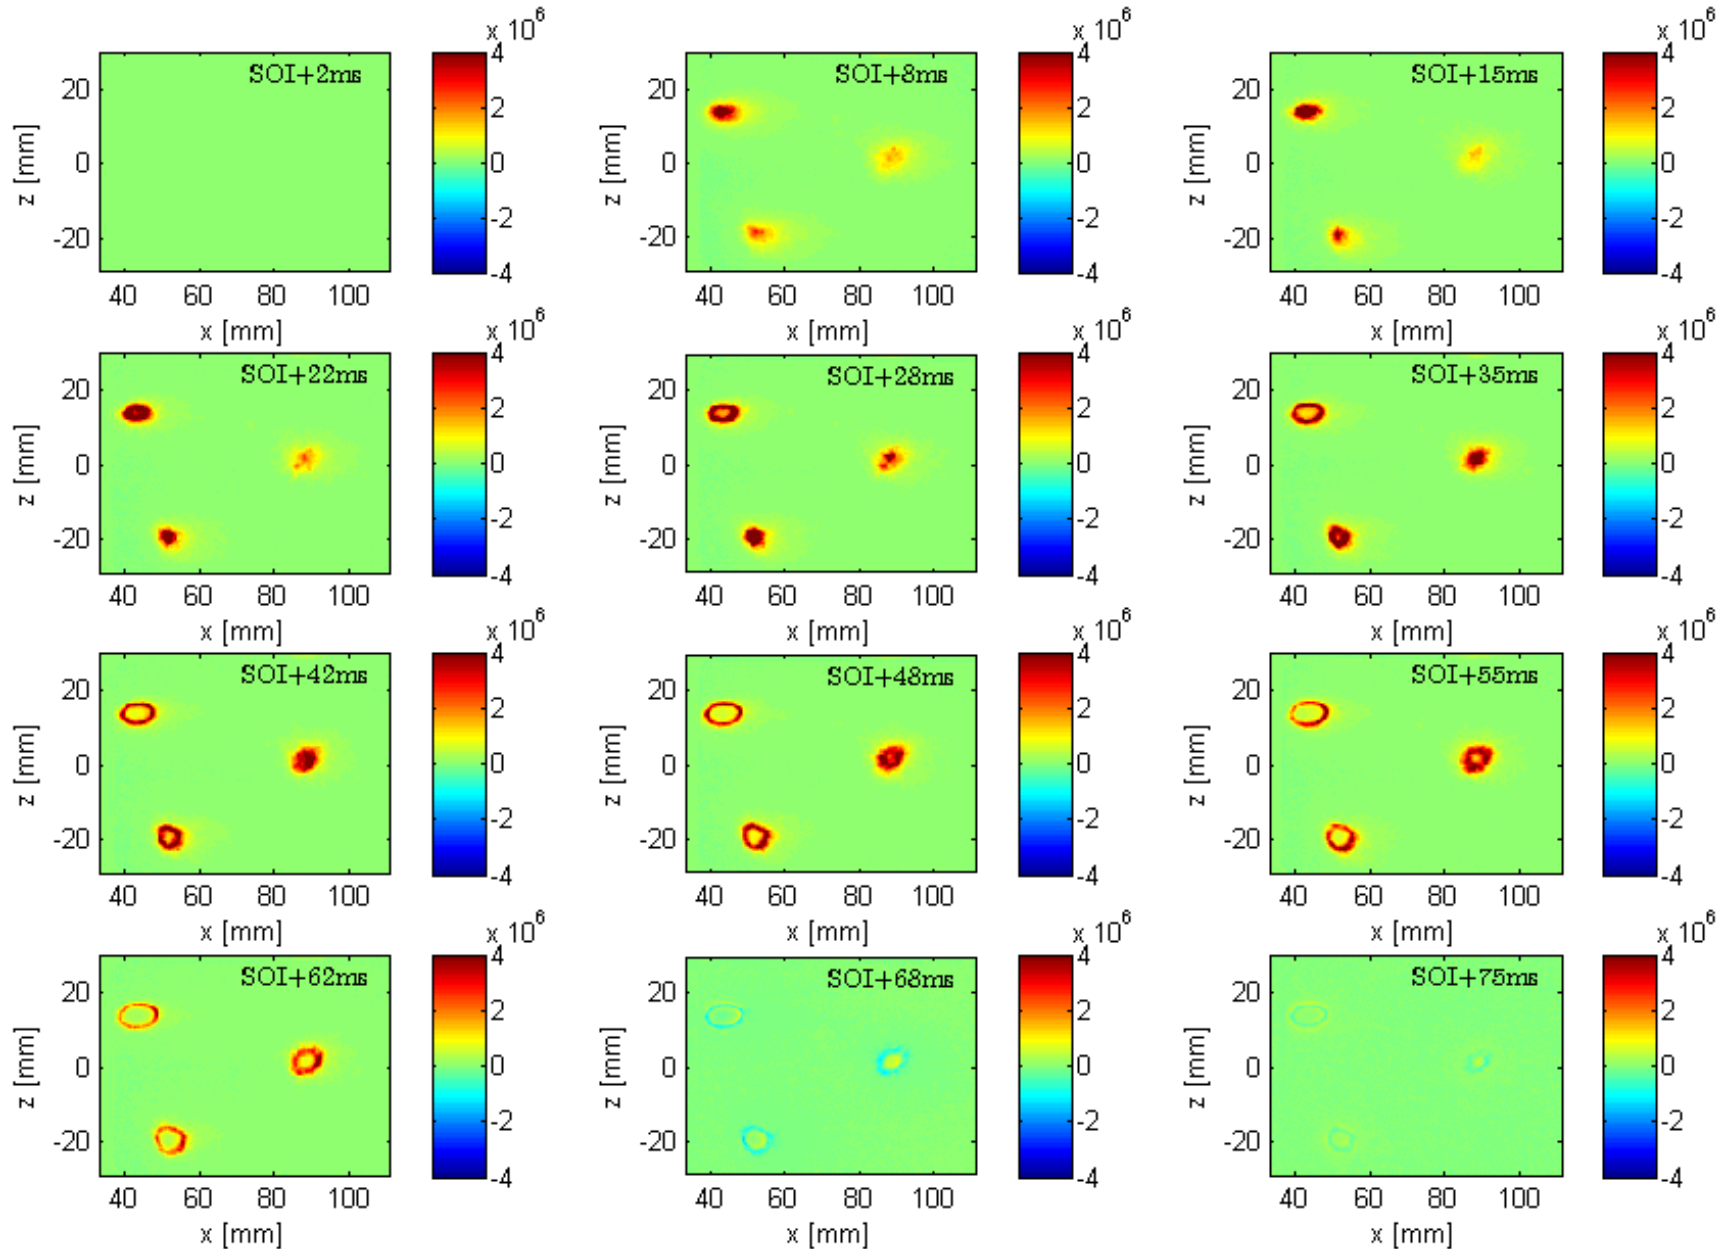 x 10^6 x 10^6 x 10^6
SOI+2ms 4 SOI+8ms 4 SOI+15ms 4
20 2 20 2 20 2
z [mm] 0 0 z [mm] 0 0 z [mm] 0 0
-20 -2 -20 -2 -20 -2
-4 -4 -4
40 60 80 100 40 60 80 100 40 60 80 100
x [mm] x 10^6 x [mm] x 10^6 x [mm] x 10^6
SOI+22ms 4 SOI+28ms 4 SOI+35ms 4
20 2 20 2 20 2
z [mm] 0 0 z [mm] 0 0 z [mm] 0 0
-20 -2 -20 -2 -20 -2
-4 -4 -4
40 60 80 100 40 60 80 100 40 60 80 100
x [mm] x 10^6 x [mm] x 10^6 x [mm] x 10^6
SOI+42ms 4 SOI+48ms 4 SOI+55ms 4
20 2 20 2 20 2
z [mm] 0 0 z [mm] 0 0 z [mm] 0 0
-20 -2 -20 -2 -20 -2
-4 -4 -4
40 60 80 100 40 60 80 100 40 60 80 100
x [mm] x 10^6 x [mm] x 10^6 x [mm] x 10^6
SOI+62ms 4 SOI+68ms 4 SOI+75ms 4
20 2 20 2 20 2
z [mm] 0 0 z [mm] 0 0 z [mm] 0 0
-20 -2 -20 -2 -20 -2
-4 -4 -4
40 60 80 100 40 60 80 100 40 60 80 100
x [mm] x [mm] x [mm]